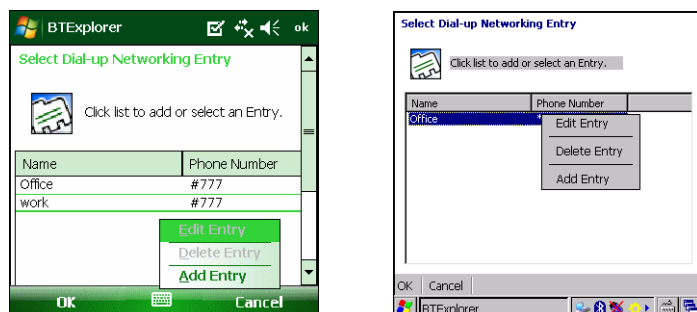 BTExplorer ok
Select Dial-up Networking Entry
Click list to add or select an Entry.
Name Phone Number
Office #777
work #777
Edit Entry
Delete Entry
Add Entry
OK Cancel
Select Dial-up Networking Entry
Click list to add or select an Entry.
Name Phone Number
Office *
Edit Entry
Delete Entry
Add Entry
OK Cancel
BTExplorer